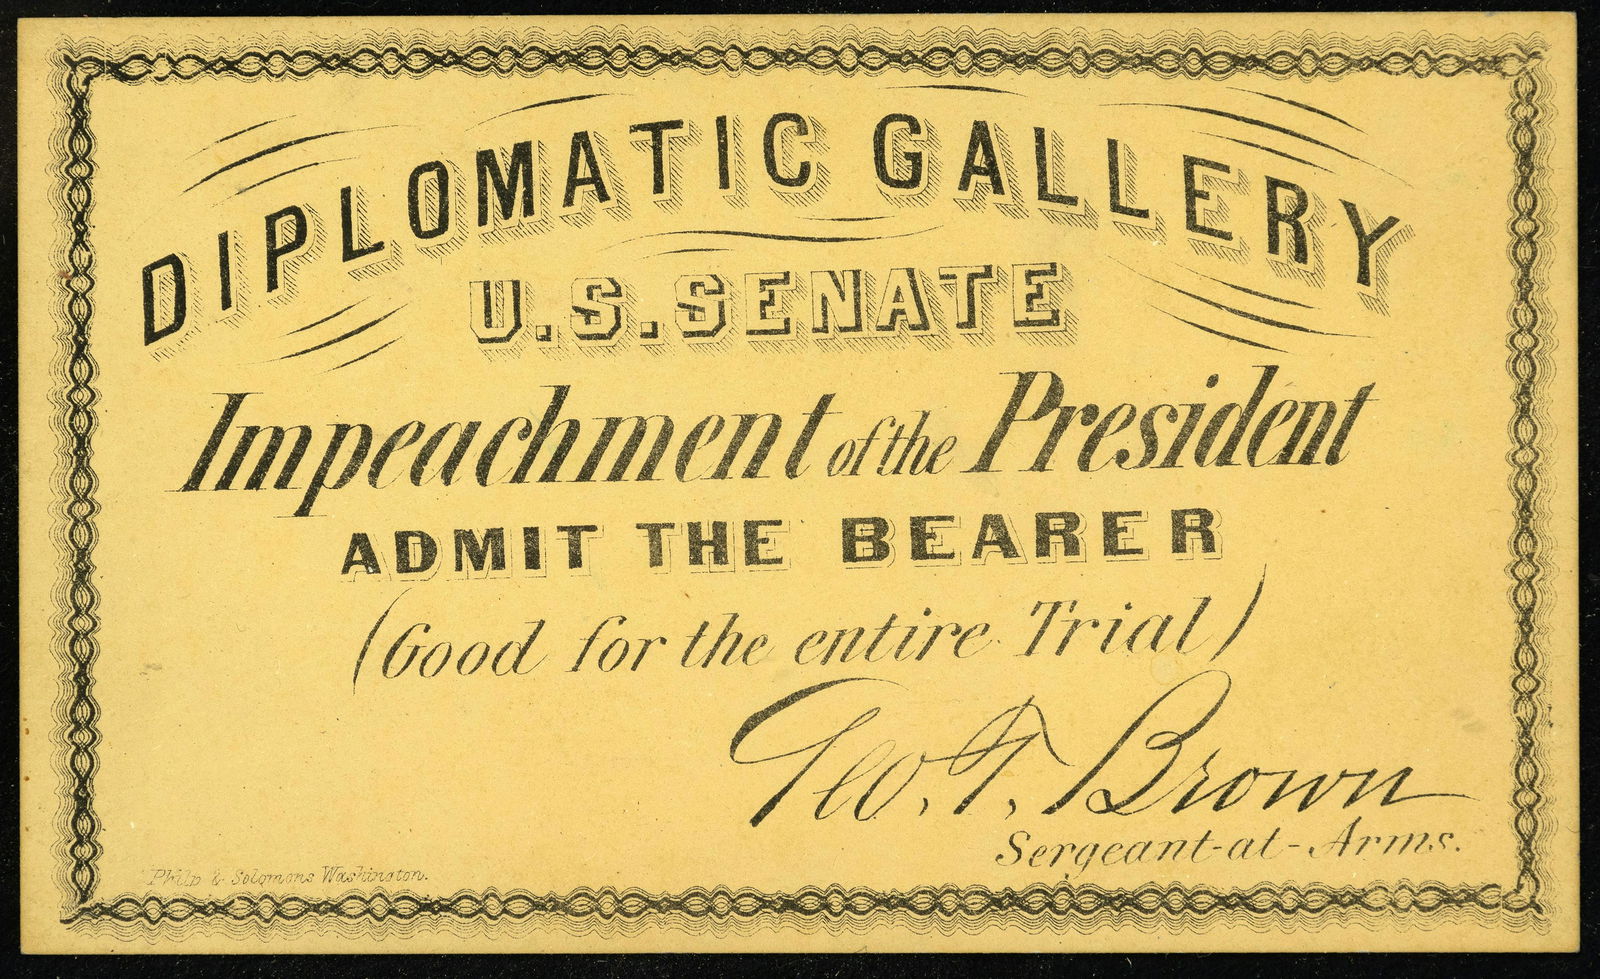 DIPLOMATIC GALLERY
U.S. SENATE
Impeachment of the President
ADMIT THE BEARER
(Good for the entire Trial)
Geo. T. Brown
Sergeant-at-Arms.
Philp & Solomons Washington.